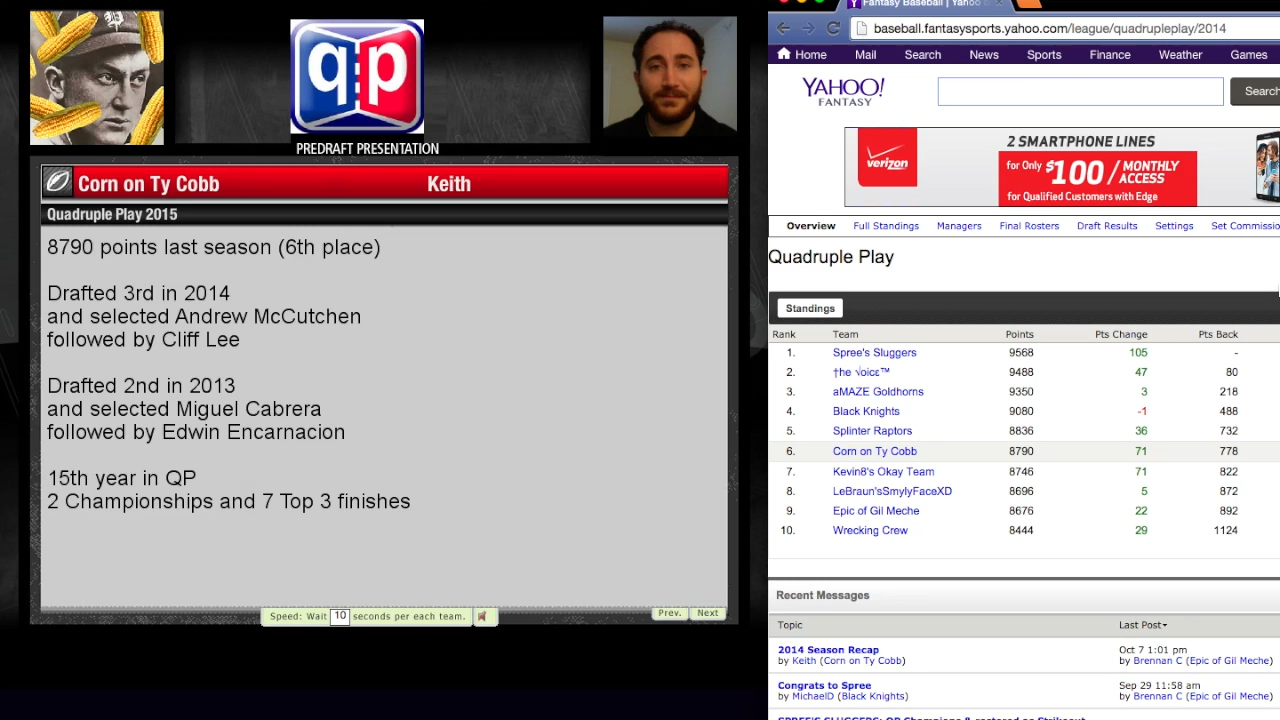 q:p
PREDRAFT PRESENTATION
Corn on Ty Cobb Keith
Quadruple Play 2015
8790 points last season (6th place)
Drafted 3rd in 2014
and selected Andrew McCutchen
followed by Cliff Lee
Drafted 2nd in 2013
and selected Miguel Cabrera
followed by Edwin Encarnacion
15th year in QP
2 Championships and 7 Top 3 finishes
Speed: Wait 10 seconds per each team.
Prev. Next
Fantasy Baseball | Yahoo
baseball.fantasysports.yahoo.com/league/quadrupleplay/2014
Home Mail Search News Sports Finance Weather Games
YAHOO!
FANTASY
Search
verizon
2 SMARTPHONE LINES
for Only $100 / MONTHLY ACCESS
for Qualified Customers with Edge
Overview Full Standings Managers Final Rosters Draft Results Settings Set Commissio
Quadruple Play
Standings
Rank Team Points Pts Change Pts Back
1. Spree's Sluggers 9568 105 -
2. †he √oicε™ 9488 47 80
3. aMAZE Goldhorns 9350 3 218
4. Black Knights 9080 -1 488
5. Splinter Raptors 8836 36 732
6. Corn on Ty Cobb 8790 71 778
7. Kevin8's Okay Team 8746 71 822
8. LeBraun'sSmylyFaceXD 8696 5 872
9. Epic of Gil Meche 8676 22 892
10. Wrecking Crew 8444 29 1124
Recent Messages
Topic Last Post
2014 Season Recap Oct 7 1:01 pm
by Keith (Corn on Ty Cobb) by Brennan C (Epic of Gil Meche)
Congrats to Spree Sep 29 11:58 am
by MichaelD (Black Knights) by Brennan C (Epic of Gil Meche)